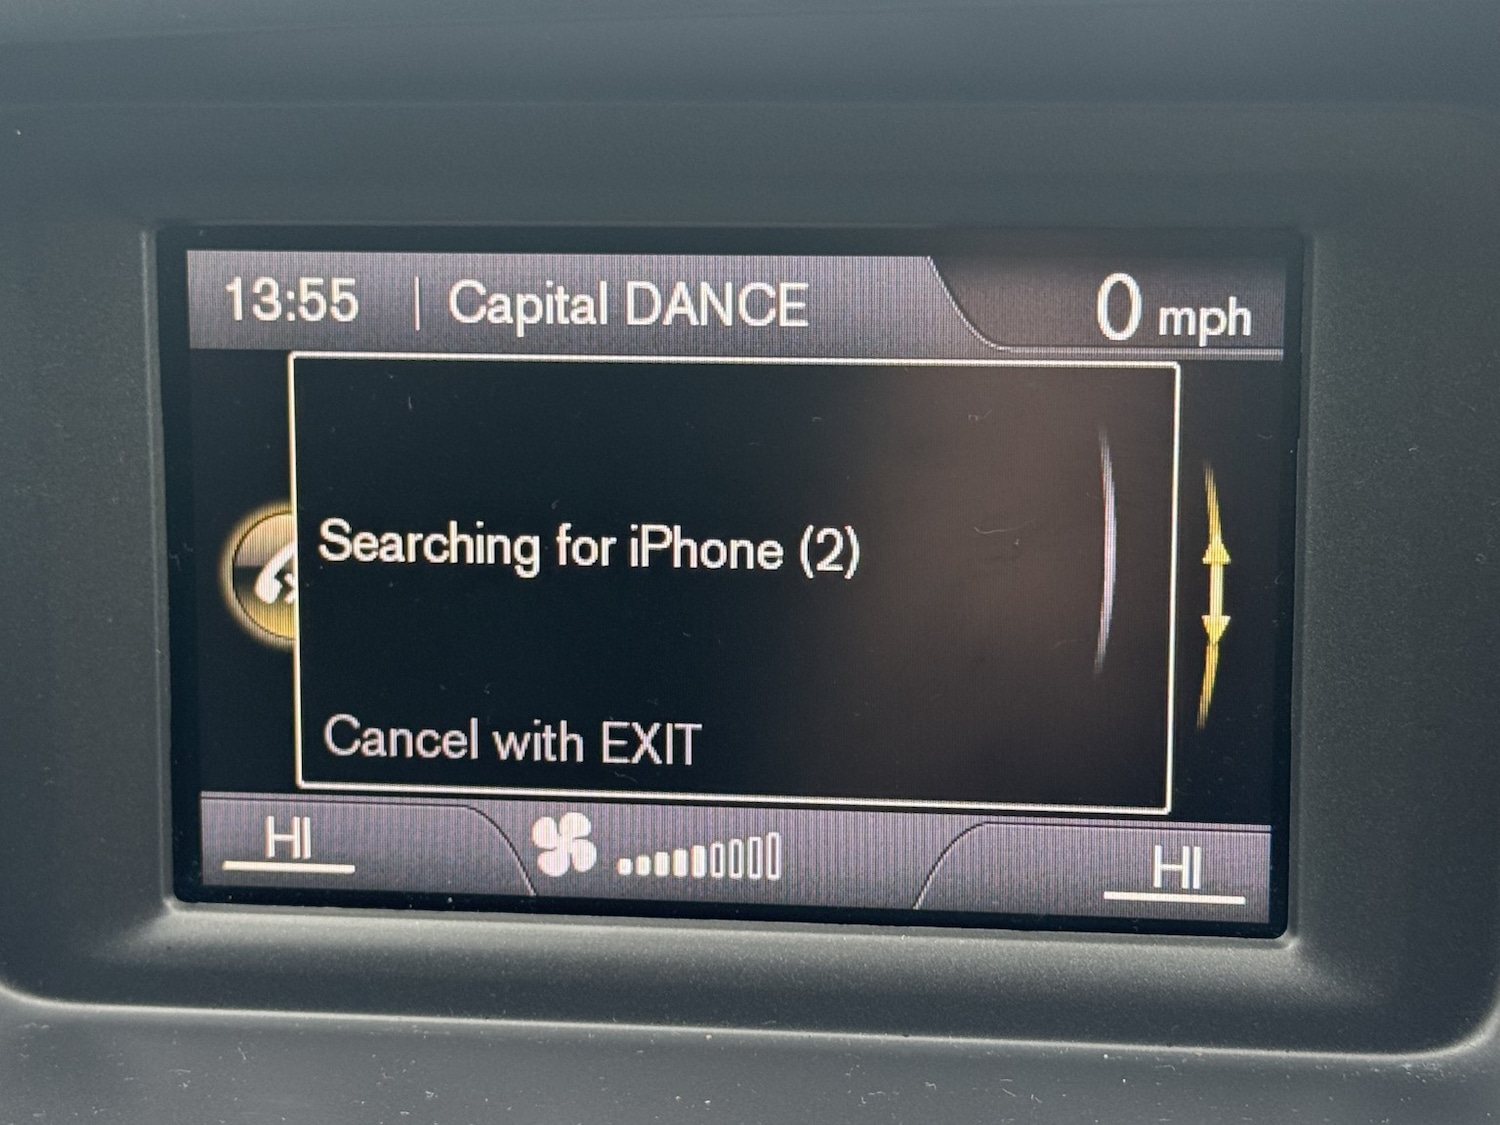 13:55 | Capital DANCE 0 mph
Searching for iPhone (2)
Cancel with EXIT
HI HI